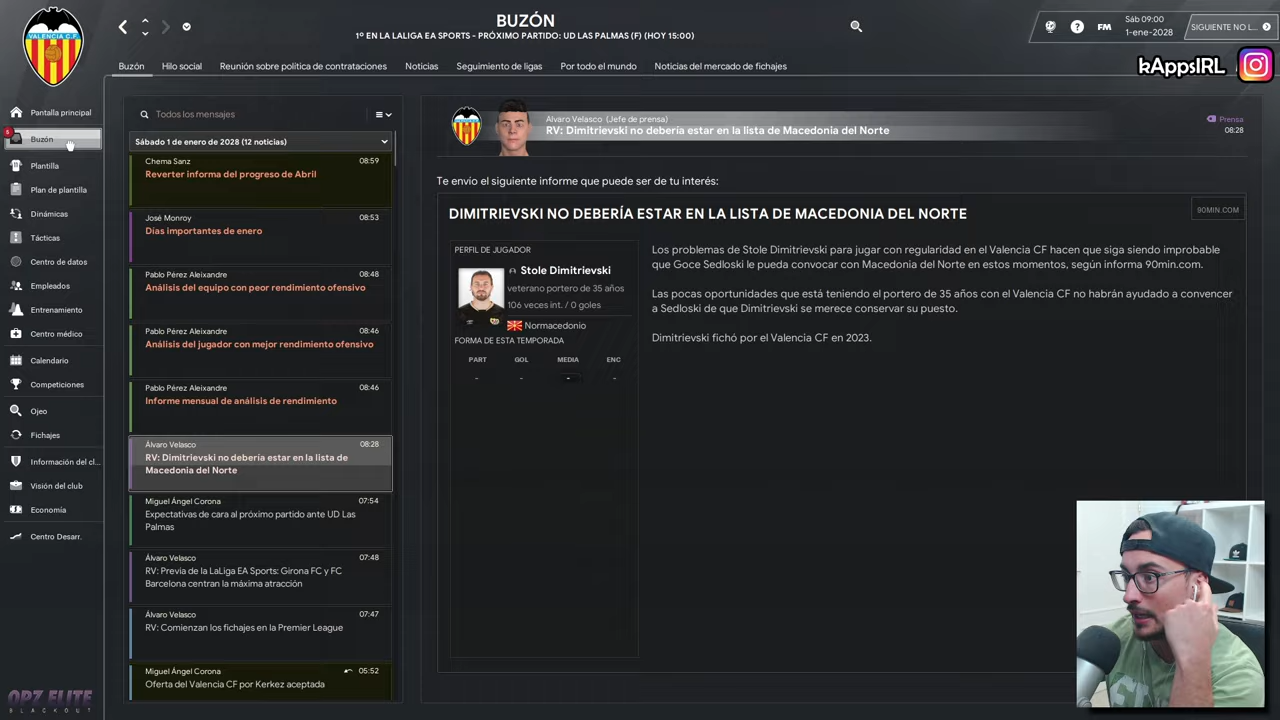 VALENCIA C.F.
BUZÓN
1º EN LA LALIGA EA SPORTS - PRÓXIMO PARTIDO: UD LAS PALMAS (F) (HOY 15:00)
FM
Sáb 09:00
1-ene-2028
SIGUIENTE NO L...
kAppsIRL
Buzón
Hilo social
Reunión sobre política de contrataciones
Noticias
Seguimiento de ligas
Por todo el mundo
Noticias del mercado de fichajes
Pantalla principal
5
Buzón
Plantilla
Plan de plantilla
Dinámicas
Tácticas
Centro de datos
Empleados
Entrenamiento
Centro médico
Calendario
Competiciones
Ojeo
Fichajes
Información del cl...
Visión del club
Economía
Centro Desarr.
OPZ ELITE
BLACKOUT
Todos los mensajes
Sábado 1 de enero de 2028 (12 noticias)
Chema Sanz 08:59
Reverter informa del progreso de Abril
José Monroy 08:53
Días importantes de enero
Pablo Pérez Aleixandre 08:48
Análisis del equipo con peor rendimiento ofensivo
Pablo Pérez Aleixandre 08:46
Análisis del jugador con mejor rendimiento ofensivo
Pablo Pérez Aleixandre 08:46
Informe mensual de análisis de rendimiento
Álvaro Velasco 08:28
RV: Dimitrievski no debería estar en la lista de
Macedonia del Norte
Miguel Ángel Corona 07:54
Expectativas de cara al próximo partido ante UD Las
Palmas
Álvaro Velasco 07:48
RV: Previa de la LaLiga EA Sports: Girona FC y FC
Barcelona centran la máxima atracción
Álvaro Velasco 07:47
RV: Comienzan los fichajes en la Premier League
Miguel Ángel Corona 05:52
Oferta del Valencia CF por Kerkez aceptada
Álvaro Velasco (Jefe de prensa)
RV: Dimitrievski no debería estar en la lista de Macedonia del Norte
Prensa
08:28
Te envío el siguiente informe que puede ser de tu interés:
DIMITRIEVSKI NO DEBERÍA ESTAR EN LA LISTA DE MACEDONIA DEL NORTE
90MIN.COM
PERFIL DE JUGADOR
Stole Dimitrievski
veterano portero de 35 años
106 veces int. / 0 goles
Normacedonio
FORMA DE ESTA TEMPORADA
PART GOL MEDIA ENC
- - - -
Los problemas de Stole Dimitrievski para jugar con regularidad en el Valencia CF hacen que siga siendo improbable
que Goce Sedloski le pueda convocar con Macedonia del Norte en estos momentos, según informa 90min.com.
Las pocas oportunidades que está teniendo el portero de 35 años con el Valencia CF no habrán ayudado a convencer
a Sedloski de que Dimitrievski se merece conservar su puesto.
Dimitrievski fichó por el Valencia CF en 2023.